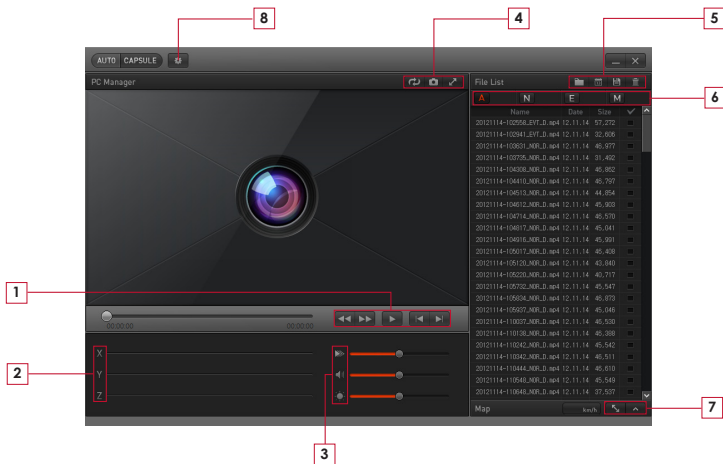 8
4
5
AUTO CAPSULE
PC Manager
File List
A N E M
6
Name Date Size
20121114-102558_EVT_D.mp4 12.11.14 57,272
20121114-102941_EVT_D.mp4 12.11.14 32,606
20121114-103631_NOR_D.mp4 12.11.14 46,977
20121114-103735_NOR_D.mp4 12.11.14 31,492
20121114-104308_NOR_D.mp4 12.11.14 46,862
20121114-104410_NOR_D.mp4 12.11.14 46,797
20121114-104513_NOR_D.mp4 12.11.14 44,854
20121114-104612_NOR_D.mp4 12.11.14 45,903
20121114-104714_NOR_D.mp4 12.11.14 46,570
20121114-104817_NOR_D.mp4 12.11.14 45,041
20121114-104916_NOR_D.mp4 12.11.14 45,991
20121114-105017_NOR_D.mp4 12.11.14 46,408
20121114-105120_NOR_D.mp4 12.11.14 43,840
20121114-105220_NOR_D.mp4 12.11.14 40,717
20121114-105732_NOR_D.mp4 12.11.14 45,547
20121114-105834_NOR_D.mp4 12.11.14 46,873
20121114-105937_NOR_D.mp4 12.11.14 45,046
20121114-110037_NOR_D.mp4 12.11.14 46,530
20121114-110138_NOR_D.mp4 12.11.14 46,388
20121114-110242_NOR_D.mp4 12.11.14 45,542
20121114-110342_NOR_D.mp4 12.11.14 46,511
20121114-110444_NOR_D.mp4 12.11.14 46,610
20121114-110548_NOR_D.mp4 12.11.14 45,549
20121114-110648_NOR_D.mp4 12.11.14 37,537
1
00:00:00 00:00:00
2
X
Y
Z
3
Map km/h
7